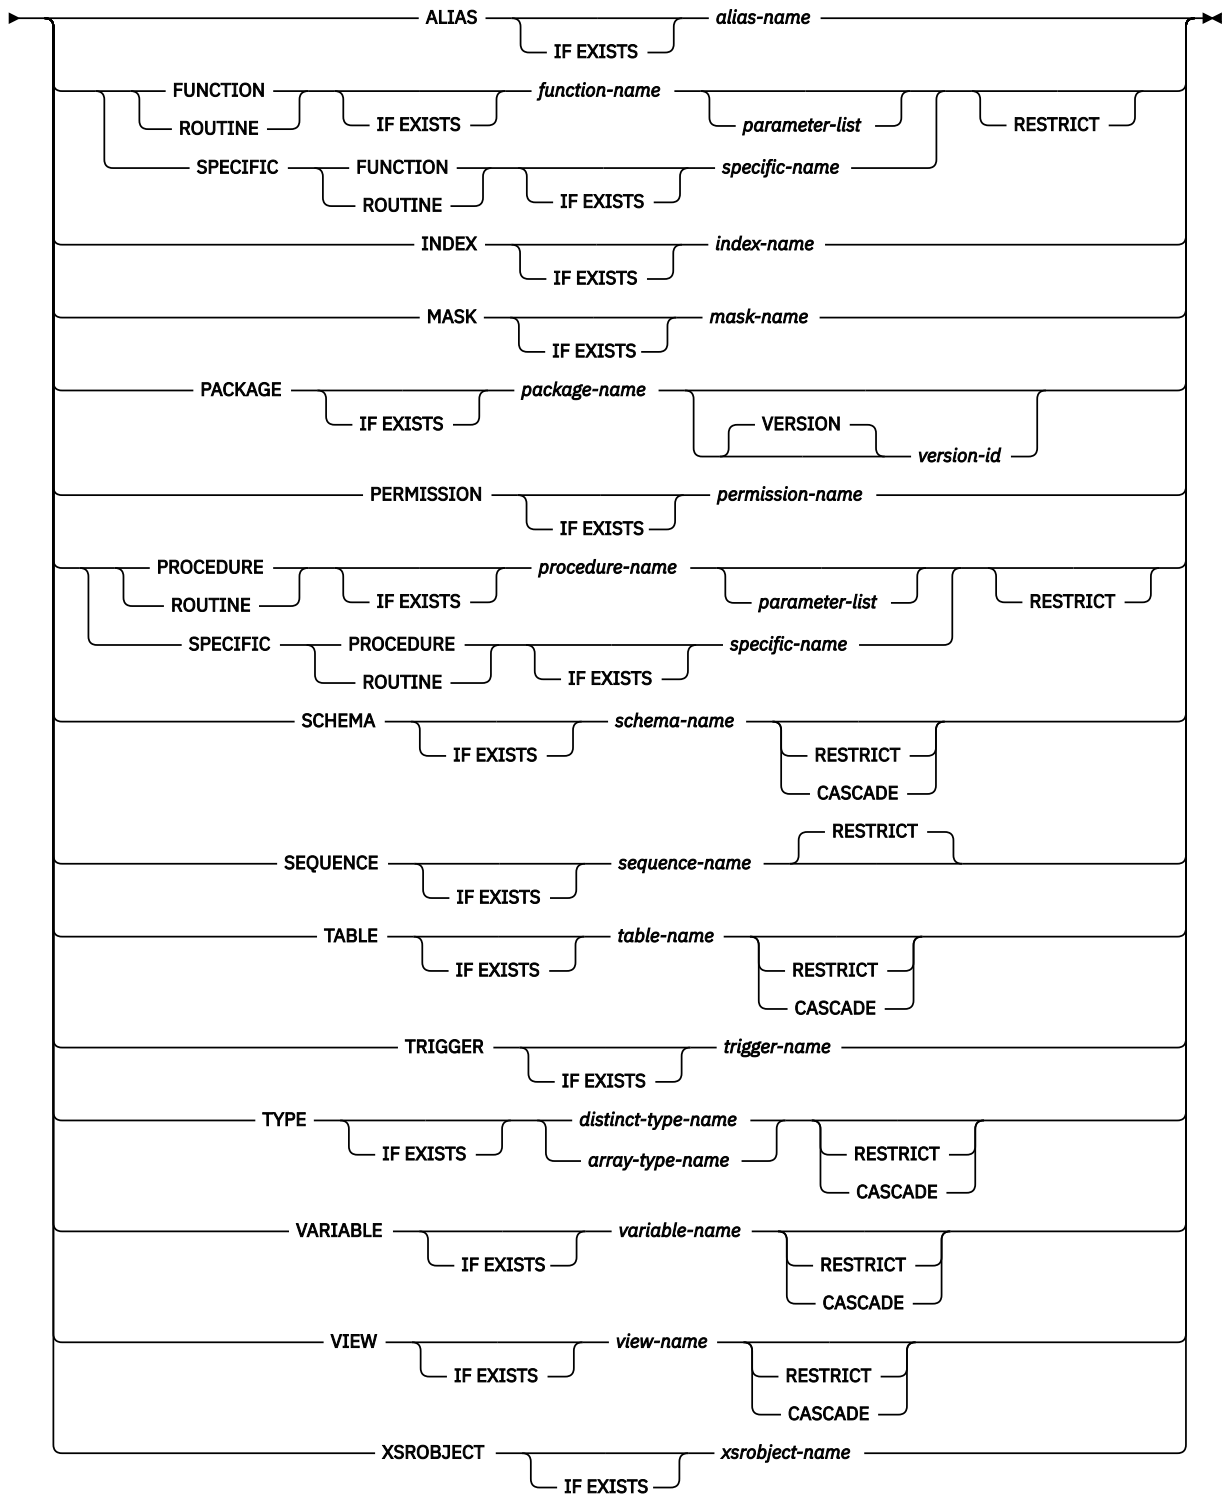 ALIAS alias-name
IF EXISTS
FUNCTION function-name
ROUTINE IF EXISTS parameter-list RESTRICT
SPECIFIC FUNCTION specific-name
ROUTINE IF EXISTS
INDEX index-name
IF EXISTS
MASK mask-name
IF EXISTS
PACKAGE package-name
IF EXISTS VERSION
version-id
PERMISSION permission-name
IF EXISTS
PROCEDURE procedure-name
ROUTINE IF EXISTS parameter-list RESTRICT
SPECIFIC PROCEDURE specific-name
ROUTINE IF EXISTS
SCHEMA schema-name
IF EXISTS RESTRICT
CASCADE
RESTRICT
SEQUENCE sequence-name
IF EXISTS
TABLE table-name
IF EXISTS RESTRICT
CASCADE
TRIGGER trigger-name
IF EXISTS
TYPE distinct-type-name
IF EXISTS array-type-name RESTRICT
CASCADE
VARIABLE variable-name
IF EXISTS RESTRICT
CASCADE
VIEW view-name
IF EXISTS RESTRICT
CASCADE
XSROBJECT xsrobject-name
IF EXISTS